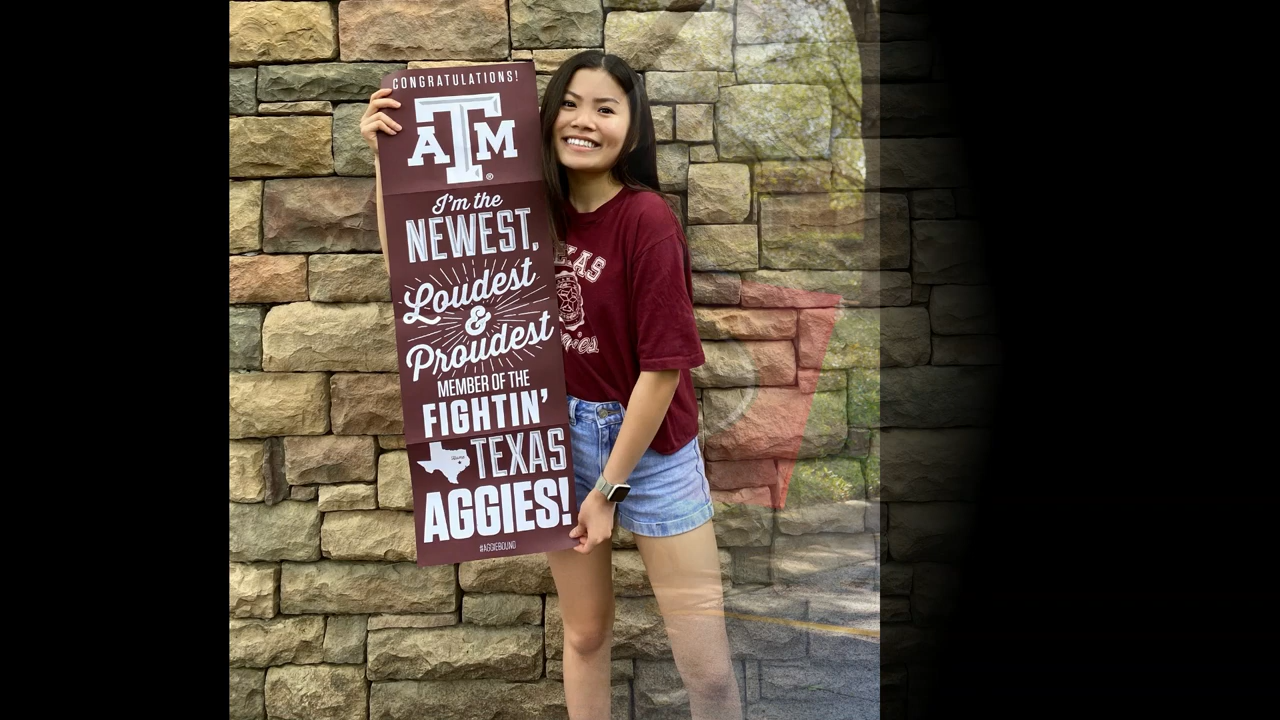 CONGRATULATIONS!
ATM
®
I'm the
NEWEST,
Loudest
&
Proudest
MEMBER OF THE
FIGHTIN'
TEXAS
AGGIES!
#AGGIEBOUND